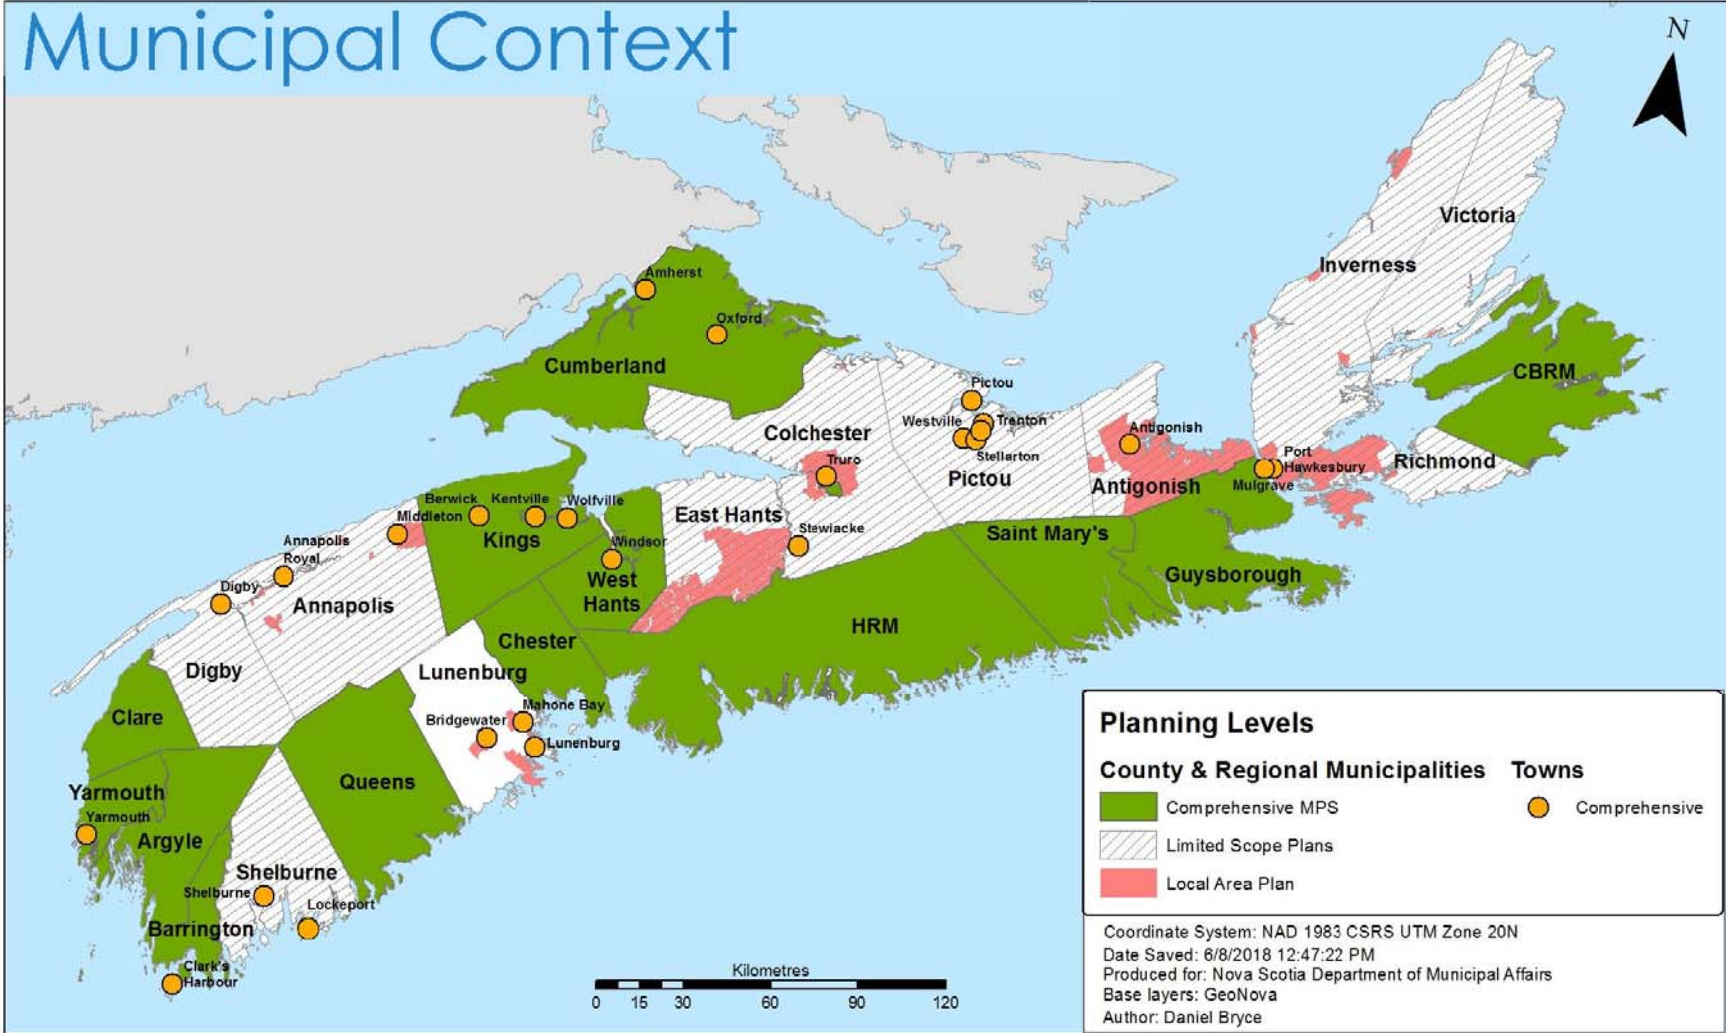 Municipal Context
N
Victoria
Inverness
Amherst
Oxford
Cumberland
CBRM
Pictou
Westville
Trenton
Stellarton
Colchester
Antigonish
Truro
Pictou
Port
Hawkesbury
Richmond
Mulgrave
Antigonish
Berwick
Kentville
Wolfville
Middleton
East Hants
Stewiacke
Kings
Windsor
Saint Mary's
Annapolis
Royal
West
Hants
Guysborough
Digby
Annapolis
HRM
Chester
Digby
Lunenburg
Clare
Bridgewater
Mahone Bay
Lunenburg
Queens
Yarmouth
Yarmouth
Argyle
Shelburne
Shelburne
Lockeport
Barrington
Clark's
Harbour
Kilometres
0 15 30 60 90 120
Planning Levels
County & Regional Municipalities Towns
Comprehensive MPS Comprehensive
Limited Scope Plans
Local Area Plan
Coordinate System: NAD 1983 CSRS UTM Zone 20N
Date Saved: 6/8/2018 12:47:22 PM
Produced for: Nova Scotia Department of Municipal Affairs
Base layers: GeoNova
Author: Daniel Bryce